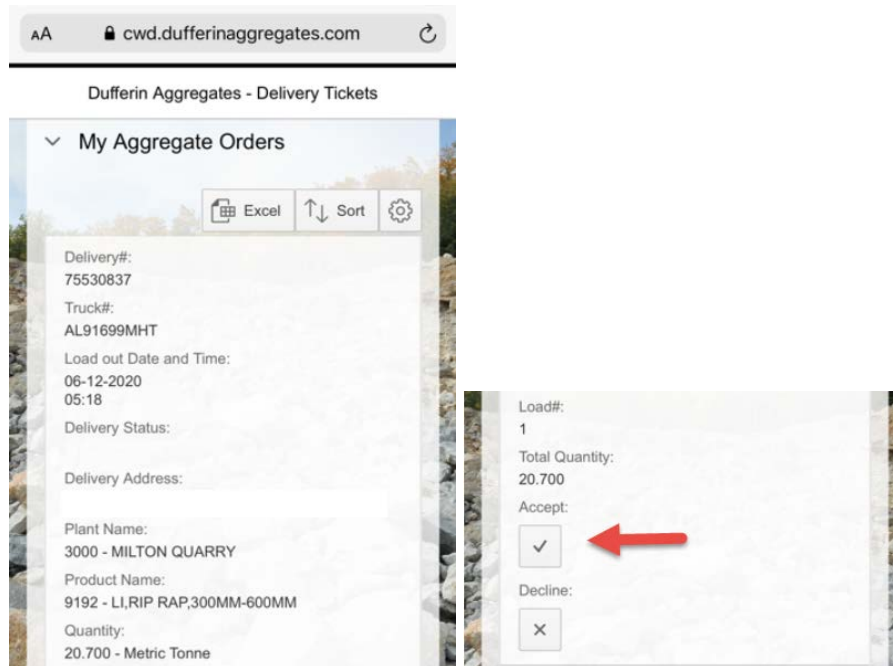 AA cwd.dufferinaggregates.com
Dufferin Aggregates - Delivery Tickets
My Aggregate Orders
Excel Sort
Delivery#:
75530837
Truck#:
AL91699MHT
Load out Date and Time:
06-12-2020
05:18
Delivery Status:
Delivery Address:
Plant Name:
3000 - MILTON QUARRY
Product Name:
9192 - LI,RIP RAP,300MM-600MM
Quantity:
20.700 - Metric Tonne
Load#:
1
Total Quantity:
20.700
Accept:
Decline: